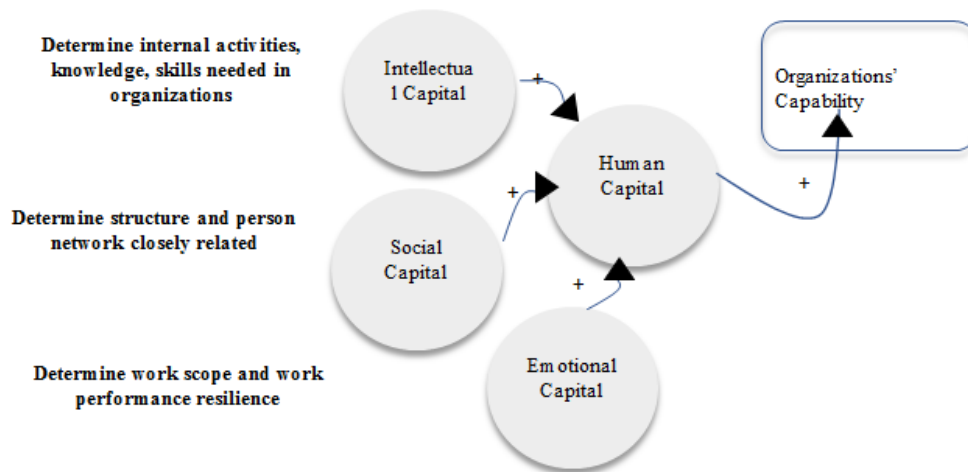 Determine internal activities,
knowledge, skills needed in
organizations
Intellectua
l Capital
+
Organizations’
Capability
Human
Capital
+
+
Determine structure and person
network closely related
Social
Capital
+
Determine work scope and work
performance resilience
Emotional
Capital